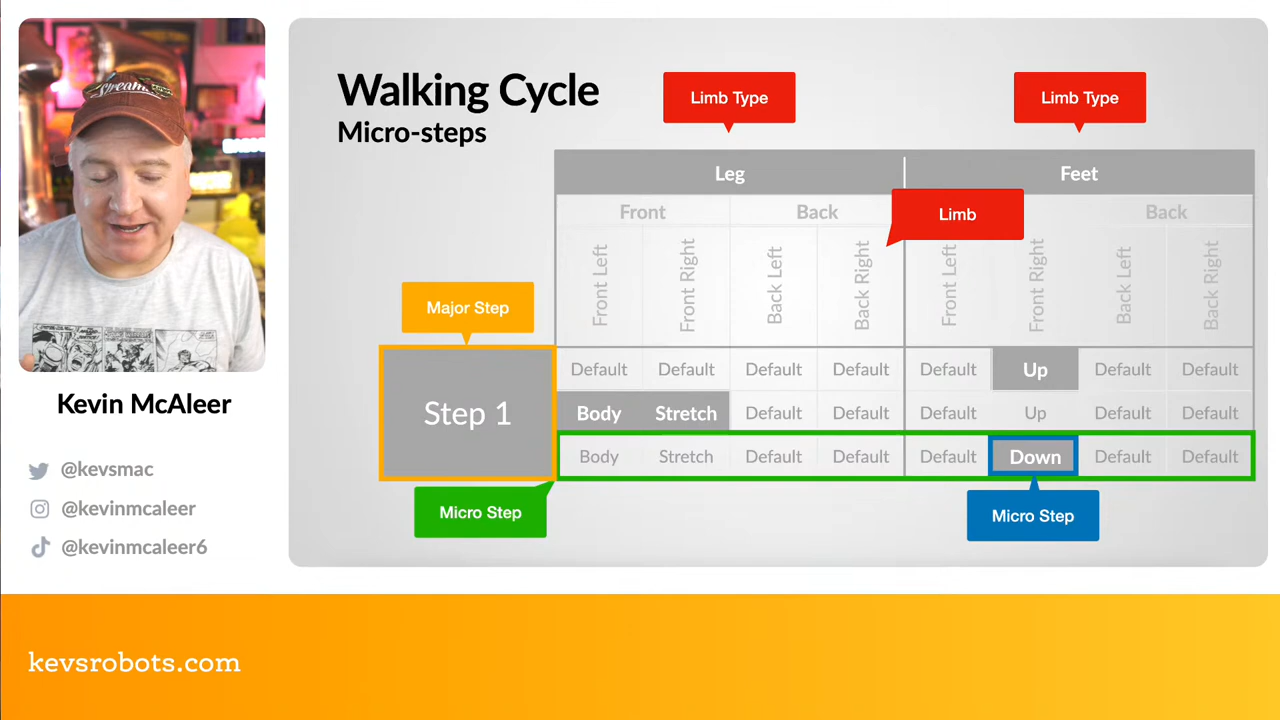 Stream
Kevin McAleer
@kevsmac
@kevinmcaleer
@kevinmcaleer6
Walking Cycle
Micro-steps
Limb Type
Limb Type
Leg
Feet
Front
Back
Limb
Back
Front Left
Front Right
Back Left
Back Right
Front Left
Front Right
Back Left
Back Right
Major Step
Step 1
Default Default Default Default Default Up Default Default
Body Stretch Default Default Default Up Default Default
Body Stretch Default Default Default Down Default Default
Micro Step
Micro Step
kevsrobots.com